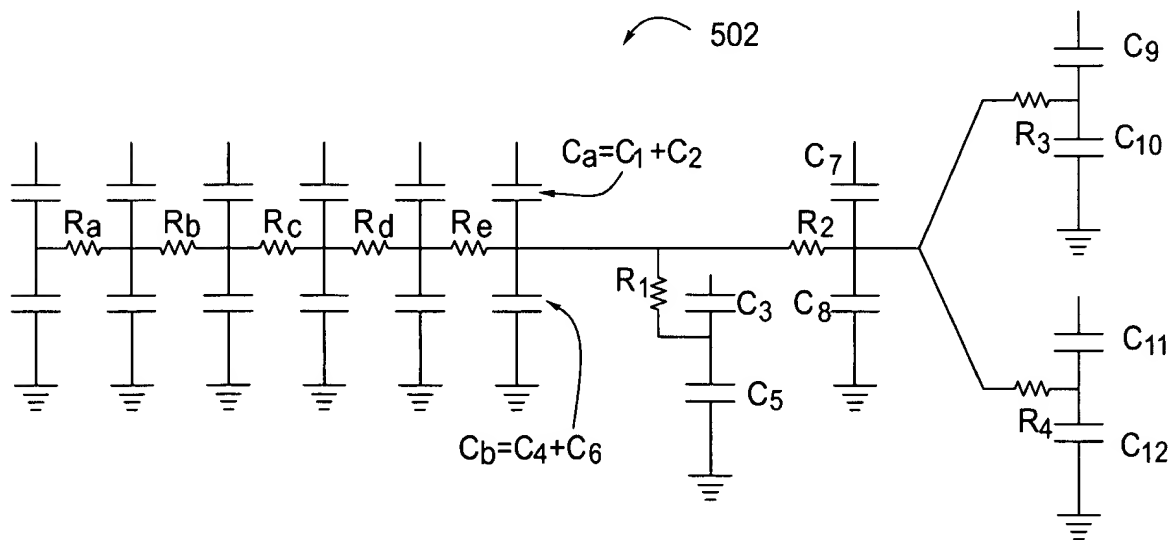 502
C9
R3
C10
Ca=C1+C2
C7
Ra
Rb
Rc
Rd
Re
R2
R1
C3
C8
C5
Cb=C4+C6
C11
R4
C12